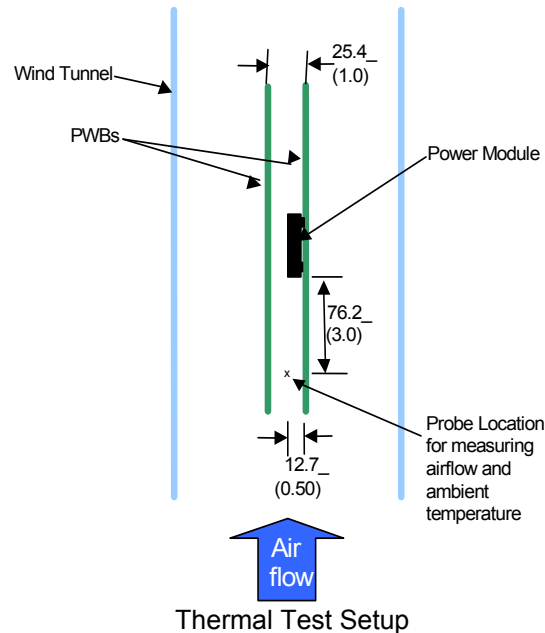 25.4_
(1.0)
Wind Tunnel
PWBs
Power Module
76.2_
(3.0)
x
Probe Location
for measuring
airflow and
ambient
temperature
12.7_
(0.50)
Air
flow
Thermal Test Setup